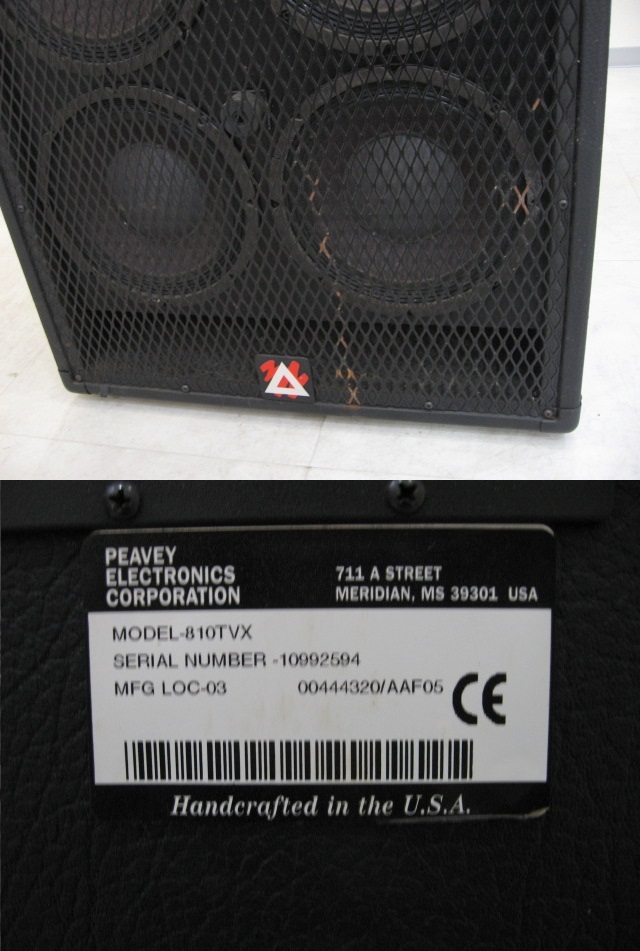 PEAVEY
ELECTRONICS
CORPORATION
711 A STREET
MERIDIAN, MS 39301 USA
MODEL-810TVX
SERIAL NUMBER -10992594
MFG LOC-03 00444320/AAF05 CE
Handcrafted in the U.S.A.